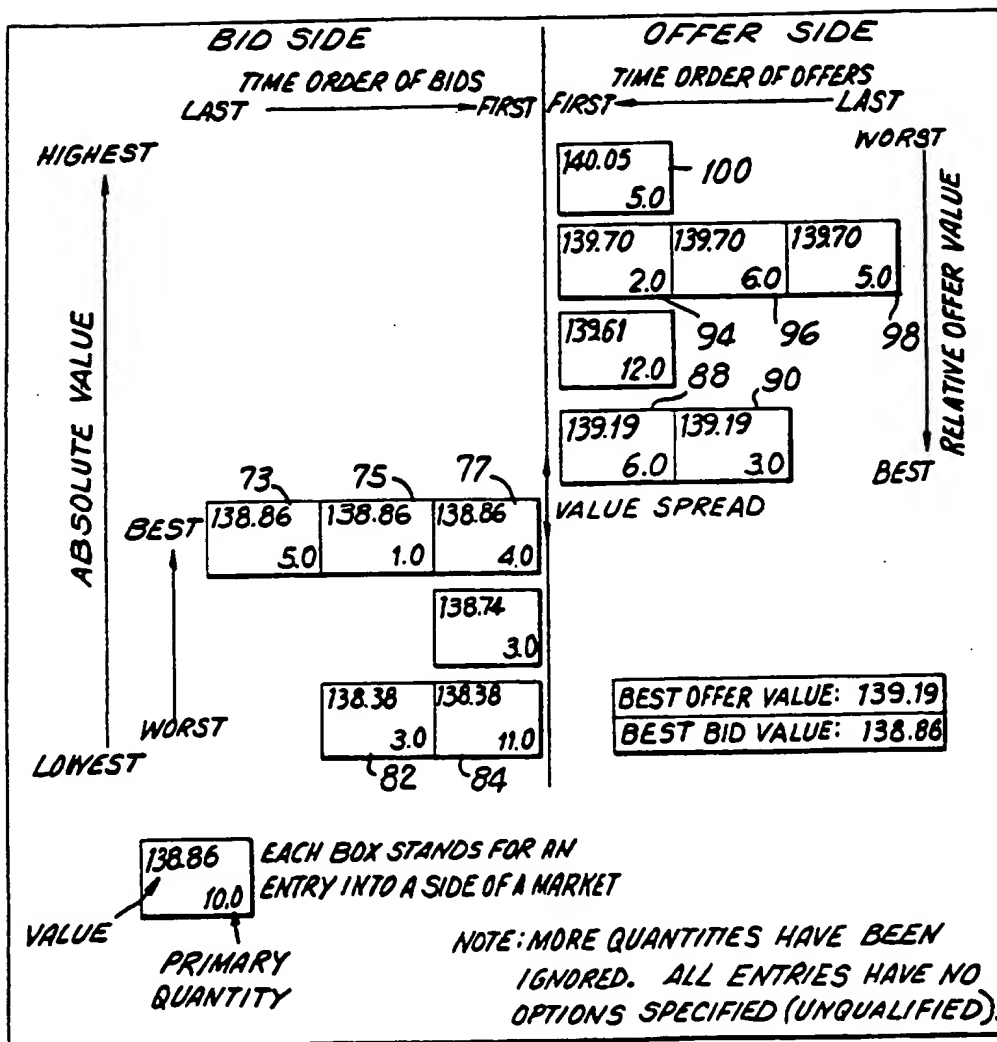 BID SIDE
OFFER SIDE
TIME ORDER OF BIDS
TIME ORDER OF OFFERS
LAST FIRST FIRST LAST
HIGHEST
WORST
140.05
5.0
100
139.70 139.70 139.70
2.0 6.0 5.0
94 96 98
139.61
12.0
88 90
139.19 139.19
6.0 3.0
RELATIVE OFFER VALUE
BEST
VALUE SPREAD
ABSOLUTE VALUE
73 75 77
BEST
138.86 138.86 138.86
5.0 1.0 4.0
138.74
3.0
138.38 138.38
3.0 11.0
82 84
WORST
LOWEST
BEST OFFER VALUE: 139.19
BEST BID VALUE: 138.86
138.86
10.0
EACH BOX STANDS FOR AN
ENTRY INTO A SIDE OF A MARKET
VALUE
PRIMARY
QUANTITY
NOTE: MORE QUANTITIES HAVE BEEN
IGNORED. ALL ENTRIES HAVE NO
OPTIONS SPECIFIED (UNQUALIFIED).